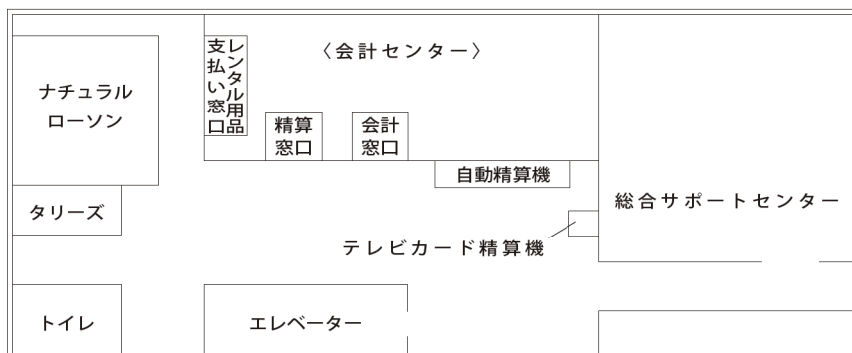 レンタル用品
支払い窓口
〈会計センター〉
ナチュラル
ローソン
精算
窓口
会計
窓口
自動精算機
タリーズ
総合サポートセンター
テレビカード精算機
トイレ
エレベーター